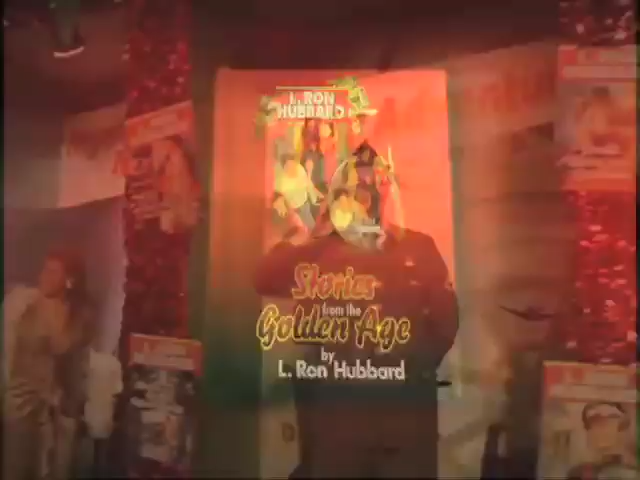 L. RON
HUBBARD
Stories
from the
Golden Age
by
L. Ron Hubbard